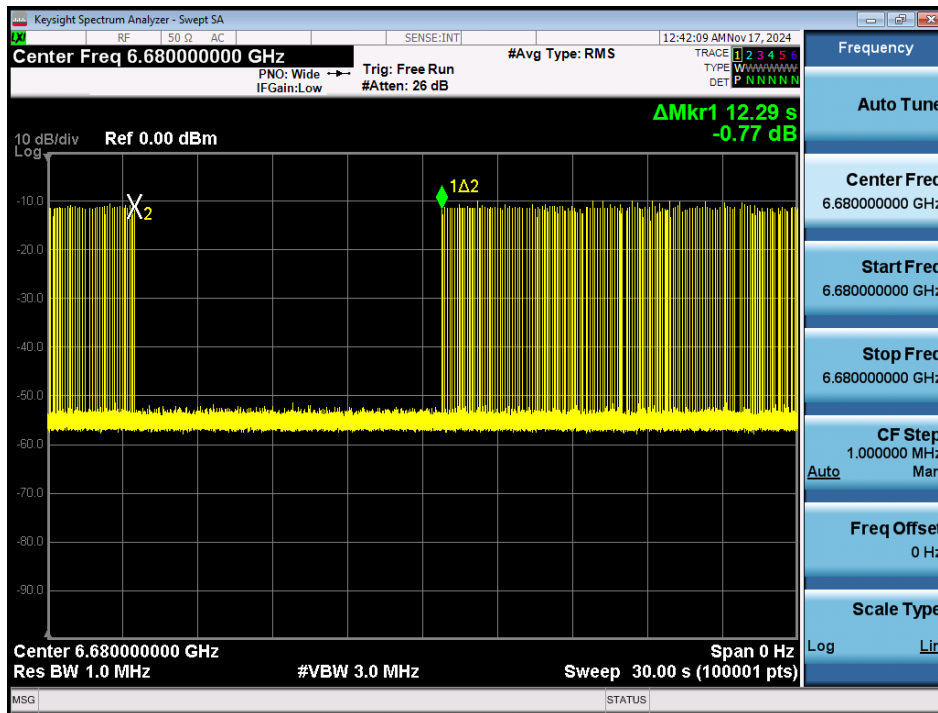 Keysight Spectrum Analyzer - Swept SA
LXI
RF 50 Ω AC SENSE:INT 12:42:09 AM Nov 17, 2024
Center Freq 6.680000000 GHz
PNO: Wide
IFGain:Low
Trig: Free Run
#Atten: 26 dB
#Avg Type: RMS
TRACE 1 2 3 4 5 6
TYPE WWWWWW
DET P N N N N N
ΔMkr1 12.29 s
-0.77 dB
10 dB/div
Log
Ref 0.00 dBm
-10.0
-20.0
-30.0
-40.0
-50.0
-60.0
-70.0
-80.0
-90.0
X2
1Δ2
Center 6.680000000 GHz
Res BW 1.0 MHz
#VBW 3.0 MHz
Span 0 Hz
Sweep 30.00 s (100001 pts)
MSG
STATUS
Frequency
Auto Tune
Center Freq
6.680000000 GHz
Start Freq
6.680000000 GHz
Stop Freq
6.680000000 GHz
CF Step
1.000000 MHz
Auto Man
Freq Offset
0 Hz
Scale Type
Log Lin